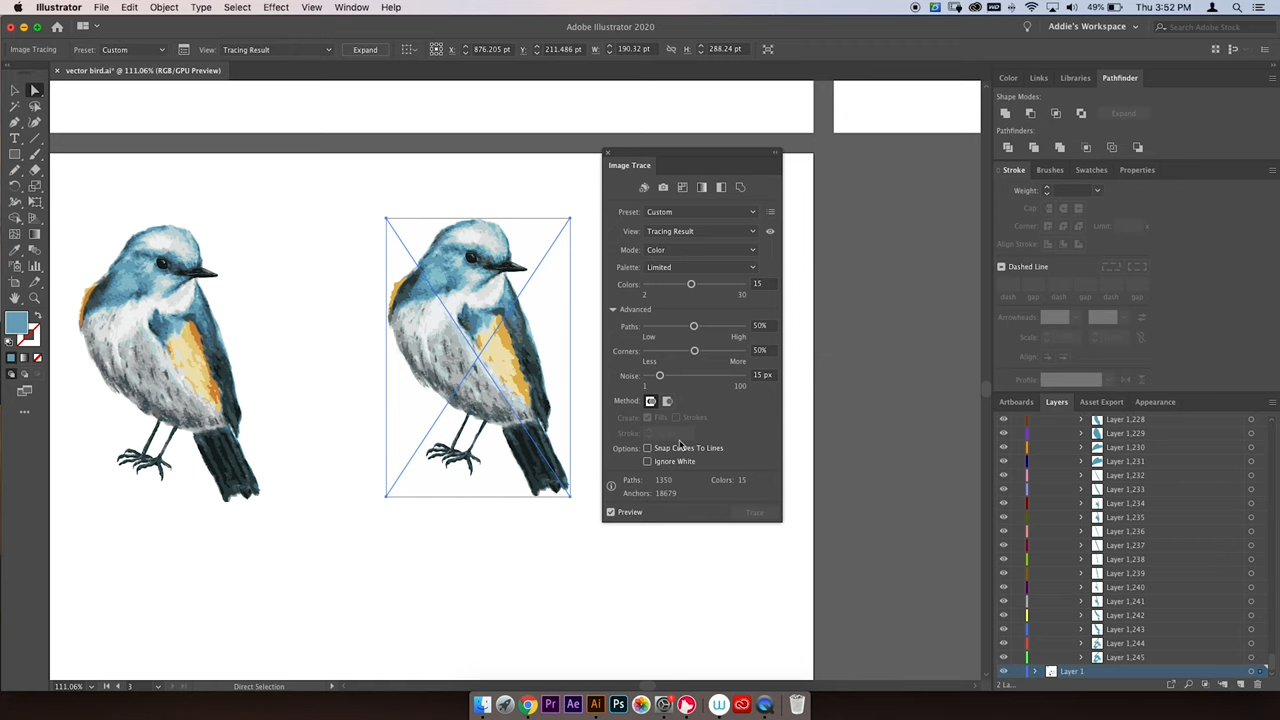 Illustrator File Edit Object Type Select Effect View Window Help 49% Thu 3:52 PM
Adobe Illustrator 2020 Addie's Workspace Search Adobe Stock
Image Tracing Preset: Custom View: Tracing Result Expand X: 876.205 pt Y: 211.486 pt W: 190.32 pt H: 288.24 pt
× vector bird.ai* @ 111.06% (RGB/GPU Preview)
Color Links Libraries Pathfinder
Shape Modes:
Expand
Pathfinders:
Stroke Brushes Swatches Properties
Weight:
Cap:
Corner: Limit:
Align Stroke:
Dashed Line
dash gap dash gap dash gap
Arrowheads:
Scale:
Align:
Profile:
Image Trace
Preset: Custom
View: Tracing Result
Mode: Color
Palette: Limited
Colors: 15
2 30
Advanced
Paths: 50%
Low High
Corners: 50%
Less More
Noise: 15 px
1 100
Method:
Create: Fills Strokes
Stroke:
Options: Snap Curves To Lines
Ignore White
Paths: 1350 Colors: 15
Anchors: 18679
Preview Trace
Artboards Layers Asset Export Appearance
Layer 1,228
Layer 1,229
Layer 1,230
Layer 1,231
Layer 1,232
Layer 1,233
Layer 1,234
Layer 1,235
Layer 1,236
Layer 1,237
Layer 1,238
Layer 1,239
Layer 1,240
Layer 1,241
Layer 1,242
Layer 1,243
Layer 1,244
Layer 1,245
Layer 1
2 La...
111.06% 3 Direct Selection
Pr Ae Ai Ps